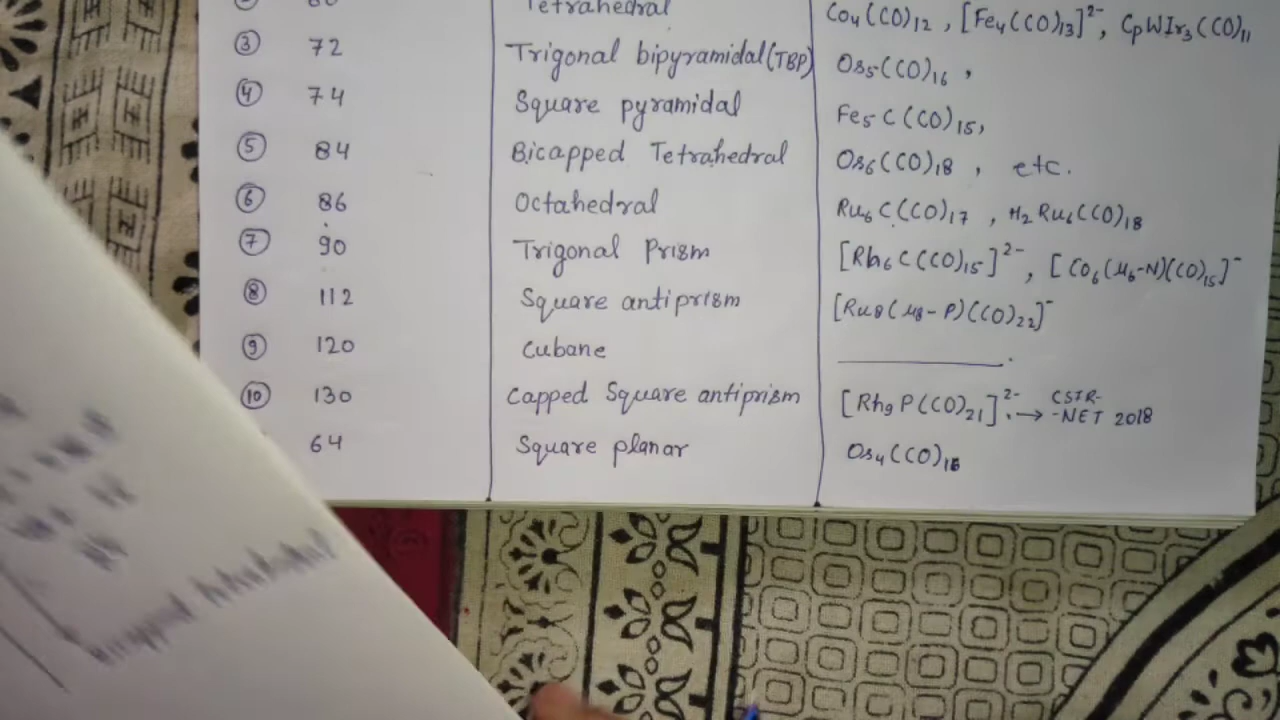 60 Tetrahedral Co₄(CO)₁₂ , [Fe₄(CO)₁₃]²⁻, CpWIr₃(CO)₁₁
③ 72 Trigonal bipyramidal(TBP) Os₅(CO)₁₆ ,
④ 74 Square pyramidal Fe₅C(CO)₁₅,
⑤ 84 Bicapped Tetrahedral Os₆(CO)₁₈ , etc.
⑥ 86 Octahedral Ru₆C(CO)₁₇ , H₂Ru₆(CO)₁₈
⑦ 90 Trigonal Prism [Rh₆C(CO)₁₅]²⁻, [Co₆(μ₆-N)(CO)₁₅]⁻
⑧ 112 Square antiprism [Ru₈(μ₈-P)(CO)₂₂]⁻
⑨ 120 Cubane
⑩ 130 Capped Square antiprism [Rh₉P(CO)₂₁]²⁻. → CSIR-
-NET 2018
64 Square planar Os₄(CO)₁₆